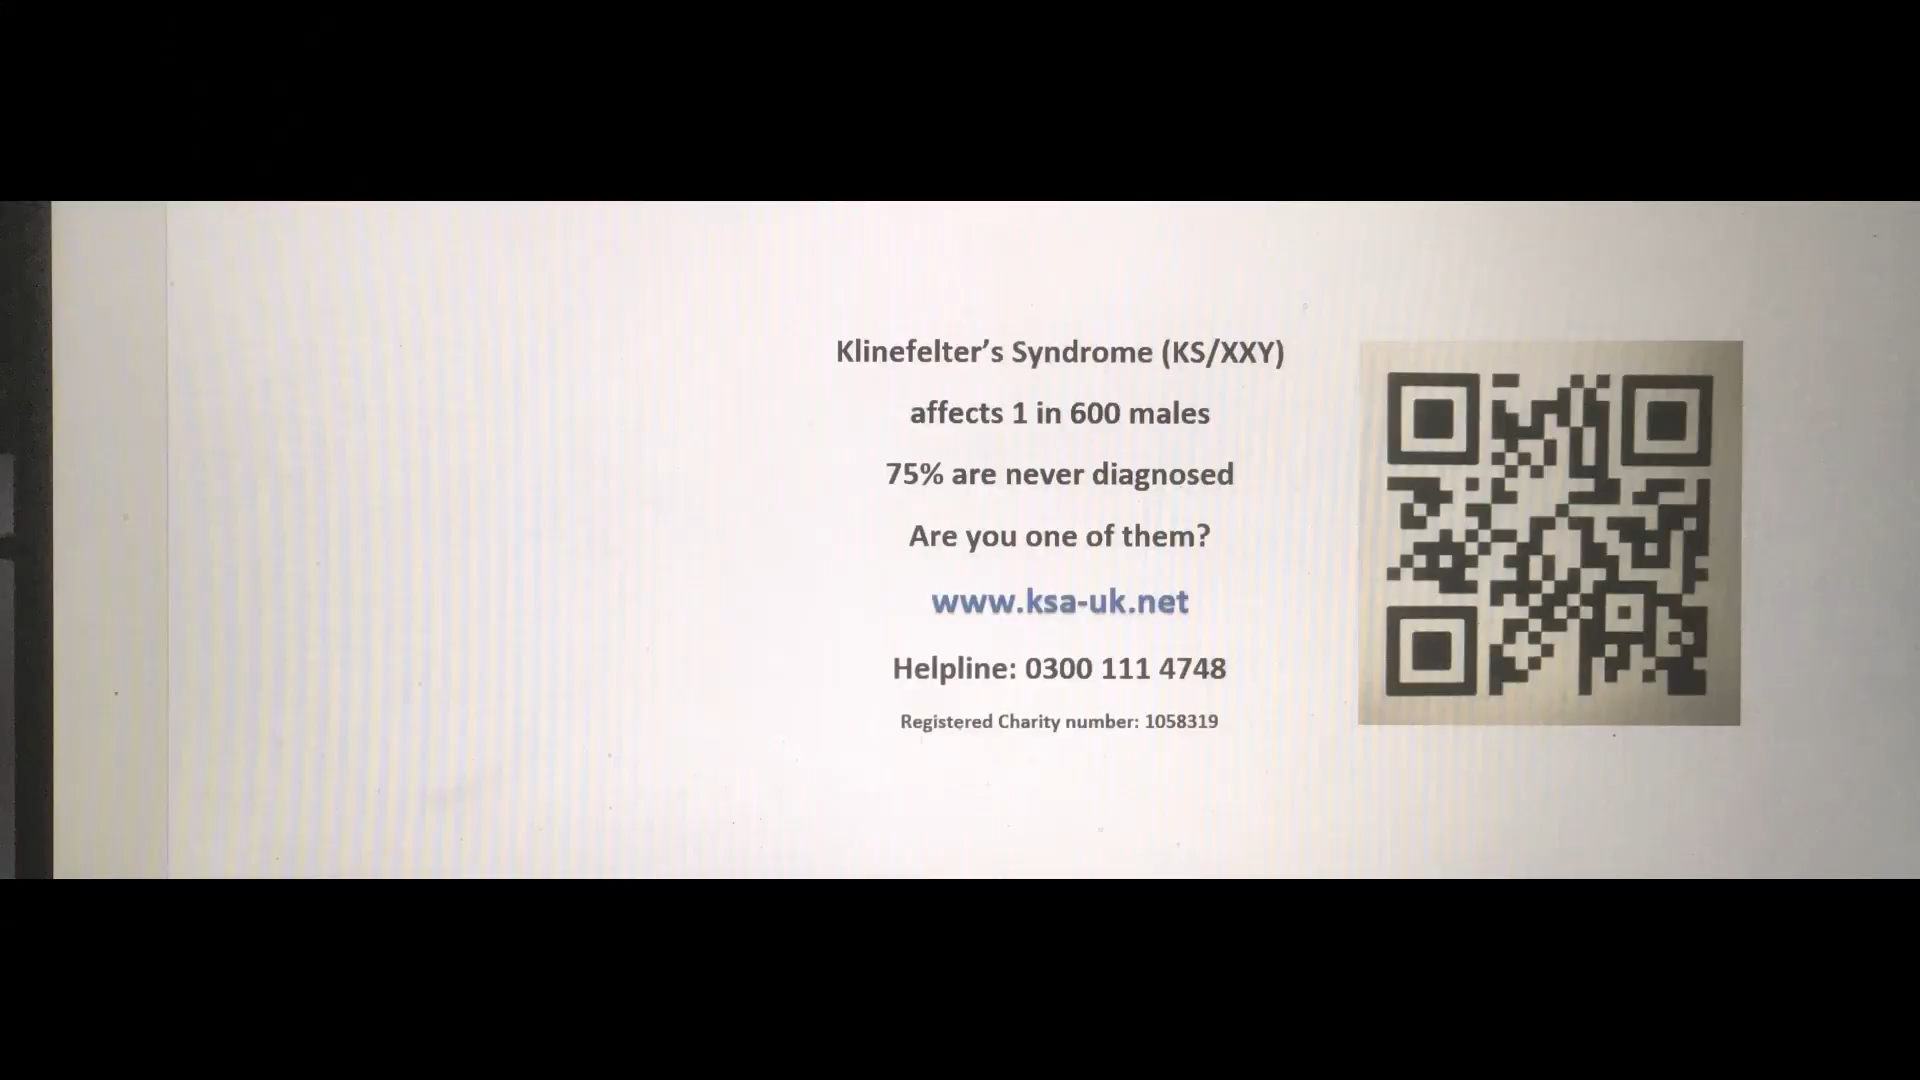 Klinefelter’s Syndrome (KS/XXY)
affects 1 in 600 males
75% are never diagnosed
Are you one of them?
www.ksa-uk.net
Helpline: 0300 111 4748
Registered Charity number: 1058319